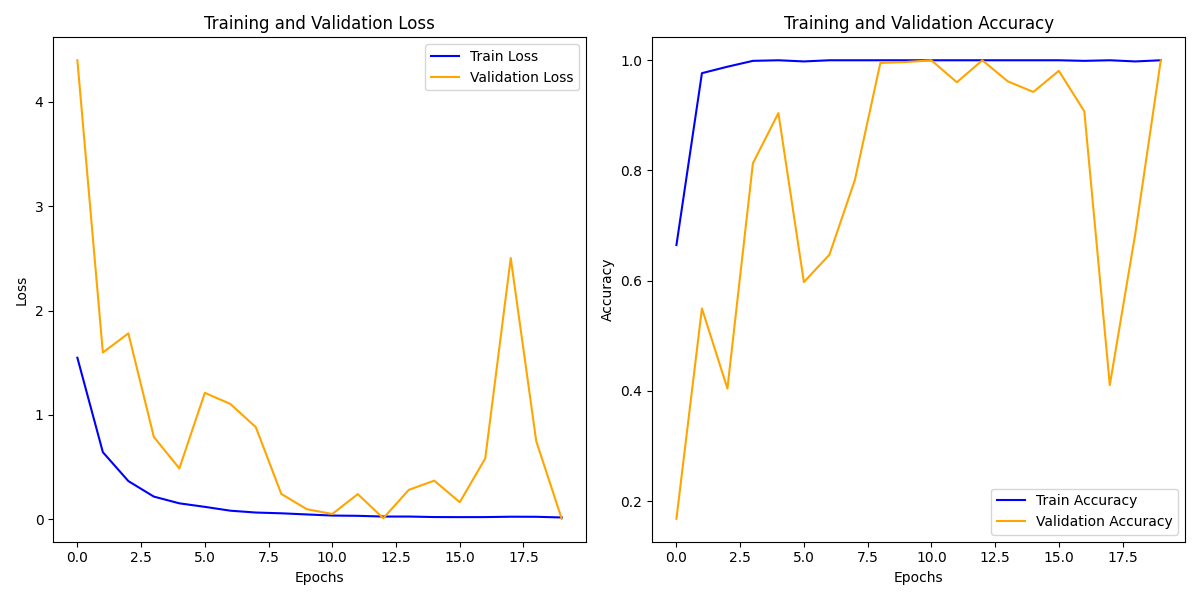 Training and Validation Loss
Train Loss
Validation Loss
4
3
2
1
0
Loss
0.0 2.5 5.0 7.5 10.0 12.5 15.0 17.5
Epochs
Training and Validation Accuracy
1.0
0.8
0.6
0.4
0.2
Accuracy
Train Accuracy
Validation Accuracy
0.0 2.5 5.0 7.5 10.0 12.5 15.0 17.5
Epochs